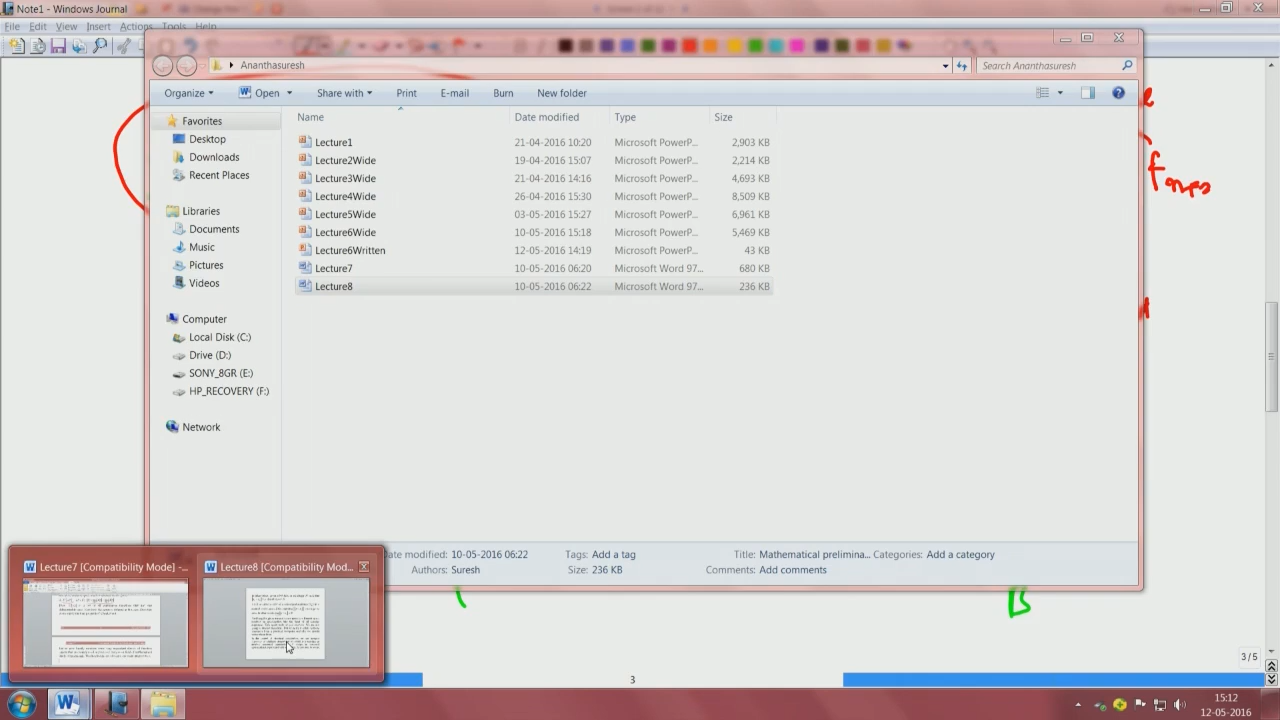 Note1 - Windows Journal
File Edit View Insert Actions Tools Help
Ananthasuresh
Search Ananthasuresh
Organize Open Share with Print E-mail Burn New folder
Name Date modified Type Size
Favorites
Desktop
Downloads
Recent Places
Libraries
Documents
Music
Pictures
Videos
Computer
Local Disk (C:)
Drive (D:)
SONY_8GR (E:)
HP_RECOVERY (F:)
Network
Lecture1 21-04-2016 10:20 Microsoft PowerP... 2,903 KB
Lecture2Wide 19-04-2016 15:07 Microsoft PowerP... 2,214 KB
Lecture3Wide 21-04-2016 14:16 Microsoft PowerP... 4,693 KB
Lecture4Wide 26-04-2016 15:30 Microsoft PowerP... 8,509 KB
Lecture5Wide 03-05-2016 15:27 Microsoft PowerP... 6,961 KB
Lecture6Wide 10-05-2016 15:18 Microsoft PowerP... 5,469 KB
Lecture6Written 12-05-2016 14:19 Microsoft PowerP... 43 KB
Lecture7 10-05-2016 06:20 Microsoft Word 97... 680 KB
Lecture8 10-05-2016 06:22 Microsoft Word 97... 236 KB
ate modified: 10-05-2016 06:22 Tags: Add a tag Title: Mathematical prelimina... Categories: Add a category
Authors: Suresh Size: 236 KB Comments: Add comments
Lecture7 [Compatibility Mode] -...
Lecture8 [Compatibility Mod...
B
3/5
3
15:12
12-05-2016